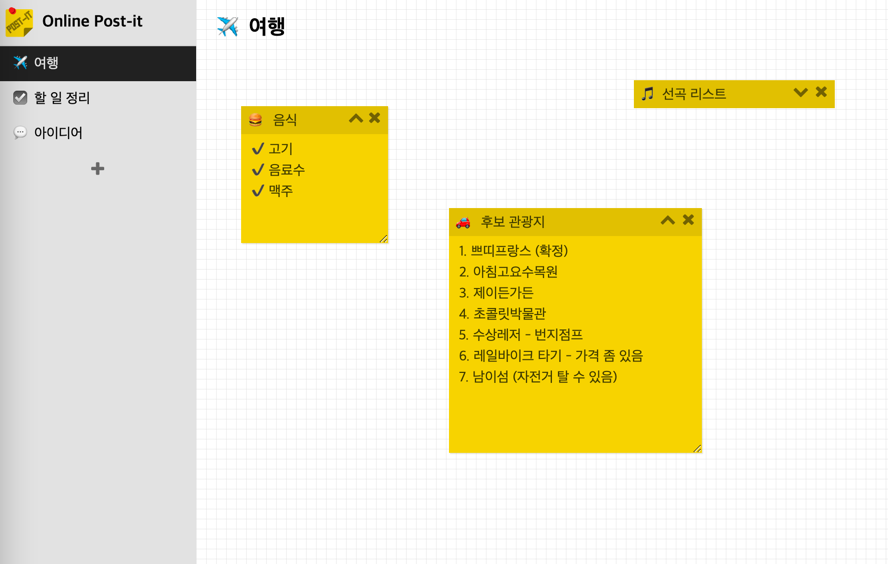 POST-IT
Online Post-it
✈️ 여행
✈️ 여행
☑️ 할 일 정리
💬 아이디어
🎵 선곡 리스트
🍔 음식
✔ 고기
✔ 음료수
✔ 맥주
🚗 후보 관광지
1. 쁘띠프랑스 (확정)
2. 아침고요수목원
3. 제이든가든
4. 초콜릿박물관
5. 수상레저 - 번지점프
6. 레일바이크 타기 - 가격 좀 있음
7. 남이섬 (자전거 탈 수 있음)